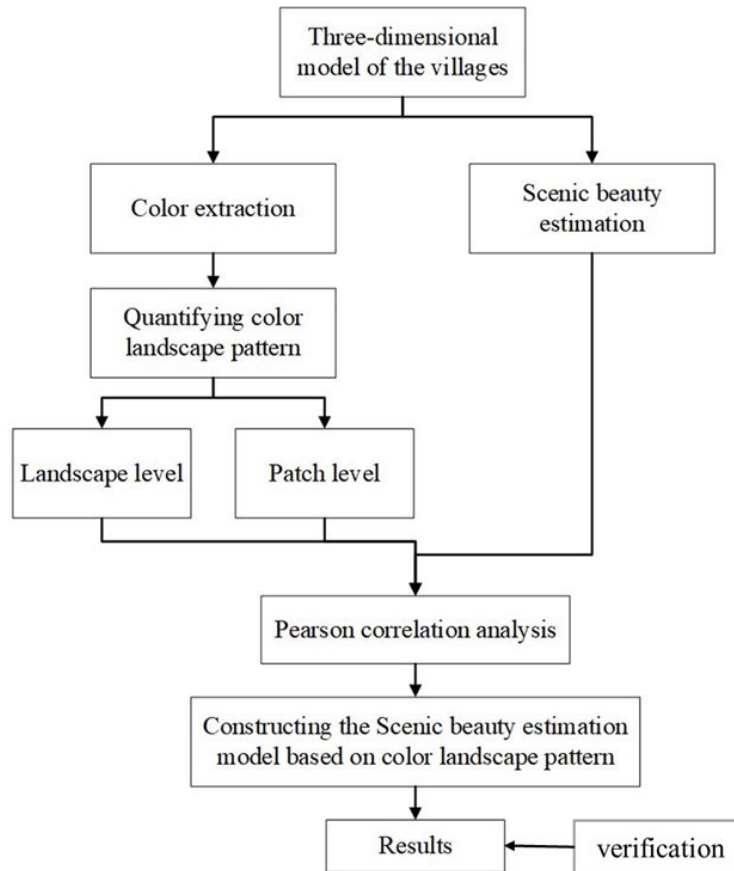 Three-dimensional
model of the villages
Color extraction
Scenic beauty
estimation
Quantifying color
landscape pattern
Landscape level
Patch level
Pearson correlation analysis
Constructing the Scenic beauty estimation
model based on color landscape pattern
Results
verification